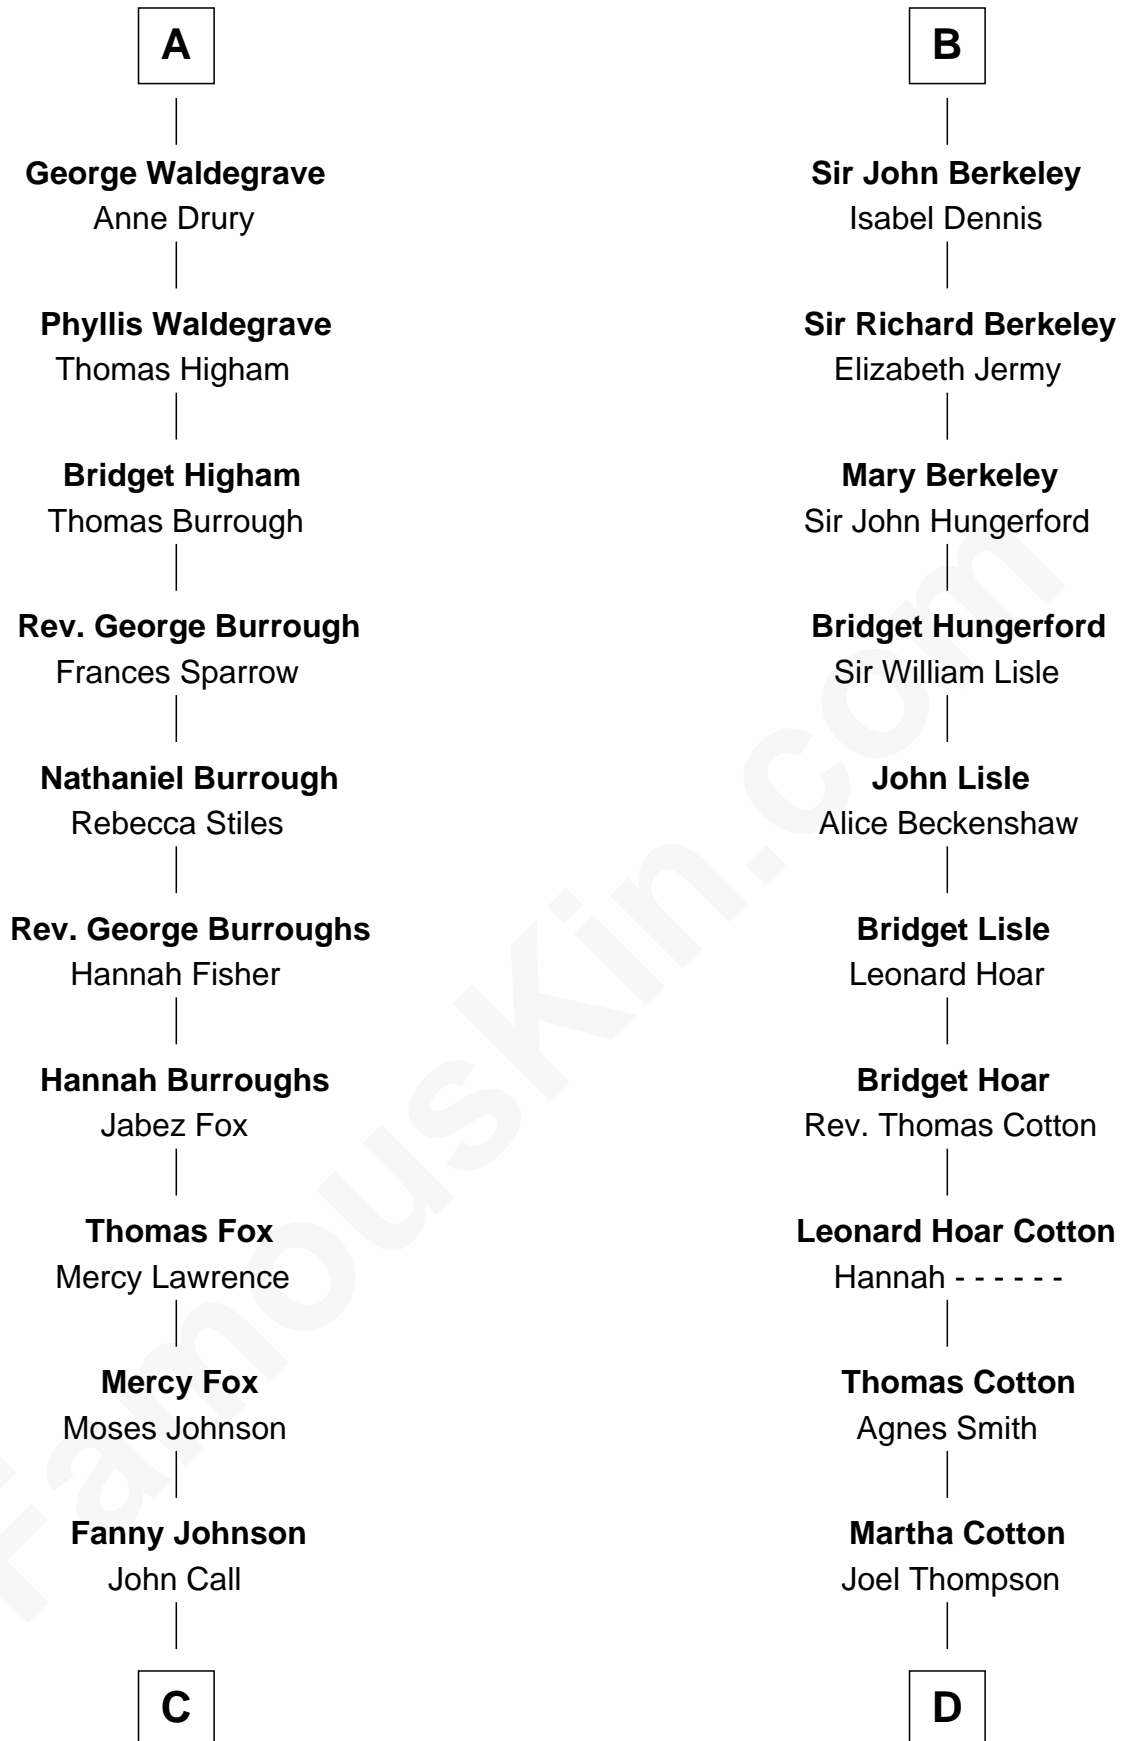 A
George Waldegrave
Anne Drury
Phyllis Waldegrave
Thomas Higham
Bridget Higham
Thomas Burrough
Rev. George Burrough
Frances Sparrow
Nathaniel Burrough
Rebecca Stiles
Rev. George Burroughs
Hannah Fisher
Hannah Burroughs
Jabez Fox
Thomas Fox
Mercy Lawrence
Mercy Fox
Moses Johnson
Fanny Johnson
John Call
C
B
Sir John Berkeley
Isabel Dennis
Sir Richard Berkeley
Elizabeth Jermy
Mary Berkeley
Sir John Hungerford
Bridget Hungerford
Sir William Lisle
John Lisle
Alice Beckenshaw
Bridget Lisle
Leonard Hoar
Bridget Hoar
Rev. Thomas Cotton
Leonard Hoar Cotton
Hannah - - - - - -
Thomas Cotton
Agnes Smith
Martha Cotton
Joel Thompson
D
FamousKin.com